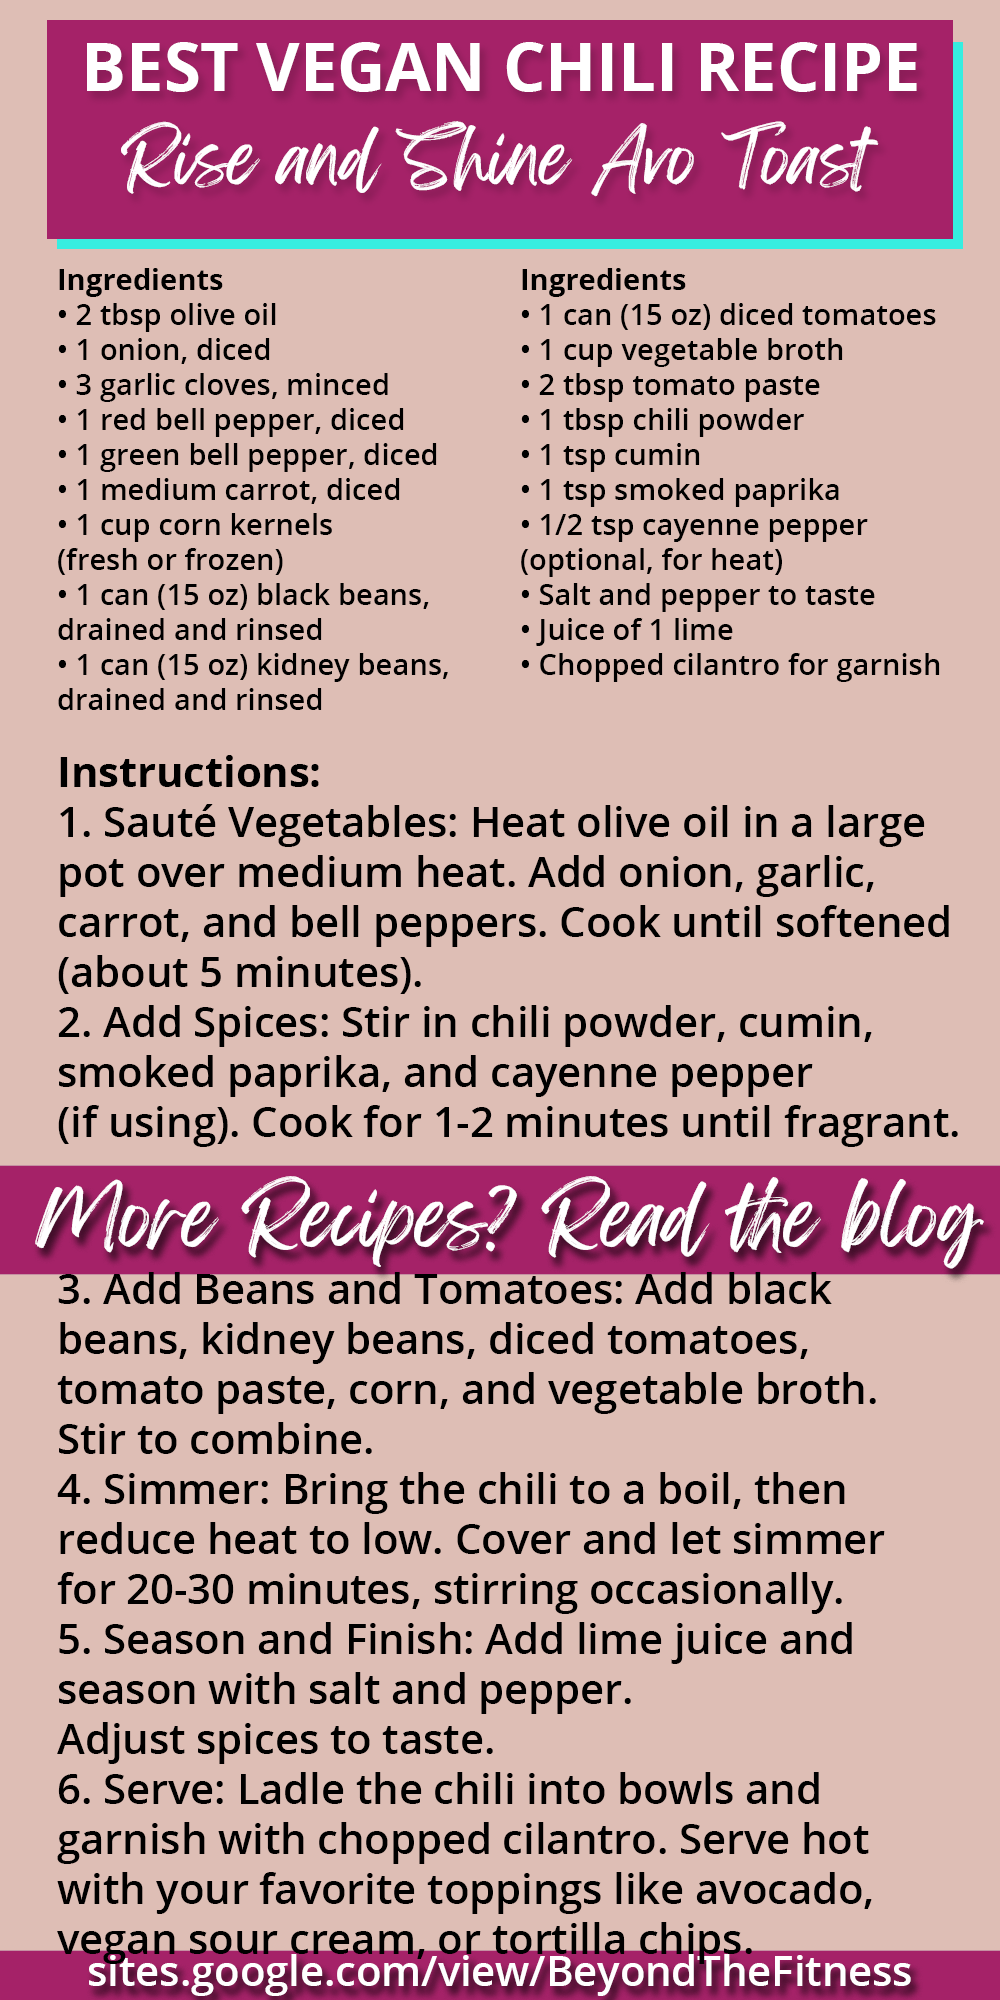 BEST VEGAN CHILI RECIPE
Rise and Shine Avo Toast
Ingredients
• 2 tbsp olive oil
• 1 onion, diced
• 3 garlic cloves, minced
• 1 red bell pepper, diced
• 1 green bell pepper, diced
• 1 medium carrot, diced
• 1 cup corn kernels
(fresh or frozen)
• 1 can (15 oz) black beans,
drained and rinsed
• 1 can (15 oz) kidney beans,
drained and rinsed
Ingredients
• 1 can (15 oz) diced tomatoes
• 1 cup vegetable broth
• 2 tbsp tomato paste
• 1 tbsp chili powder
• 1 tsp cumin
• 1 tsp smoked paprika
• 1/2 tsp cayenne pepper
(optional, for heat)
• Salt and pepper to taste
• Juice of 1 lime
• Chopped cilantro for garnish
Instructions:
1. Sauté Vegetables: Heat olive oil in a large
pot over medium heat. Add onion, garlic,
carrot, and bell peppers. Cook until softened
(about 5 minutes).
2. Add Spices: Stir in chili powder, cumin,
smoked paprika, and cayenne pepper
(if using). Cook for 1-2 minutes until fragrant.
More Recipes? Read the blog
3. Add Beans and Tomatoes: Add black
beans, kidney beans, diced tomatoes,
tomato paste, corn, and vegetable broth.
Stir to combine.
4. Simmer: Bring the chili to a boil, then
reduce heat to low. Cover and let simmer
for 20-30 minutes, stirring occasionally.
5. Season and Finish: Add lime juice and
season with salt and pepper.
Adjust spices to taste.
6. Serve: Ladle the chili into bowls and
garnish with chopped cilantro. Serve hot
with your favorite toppings like avocado,
vegan sour cream, or tortilla chips.
sites.google.com/view/BeyondTheFitness